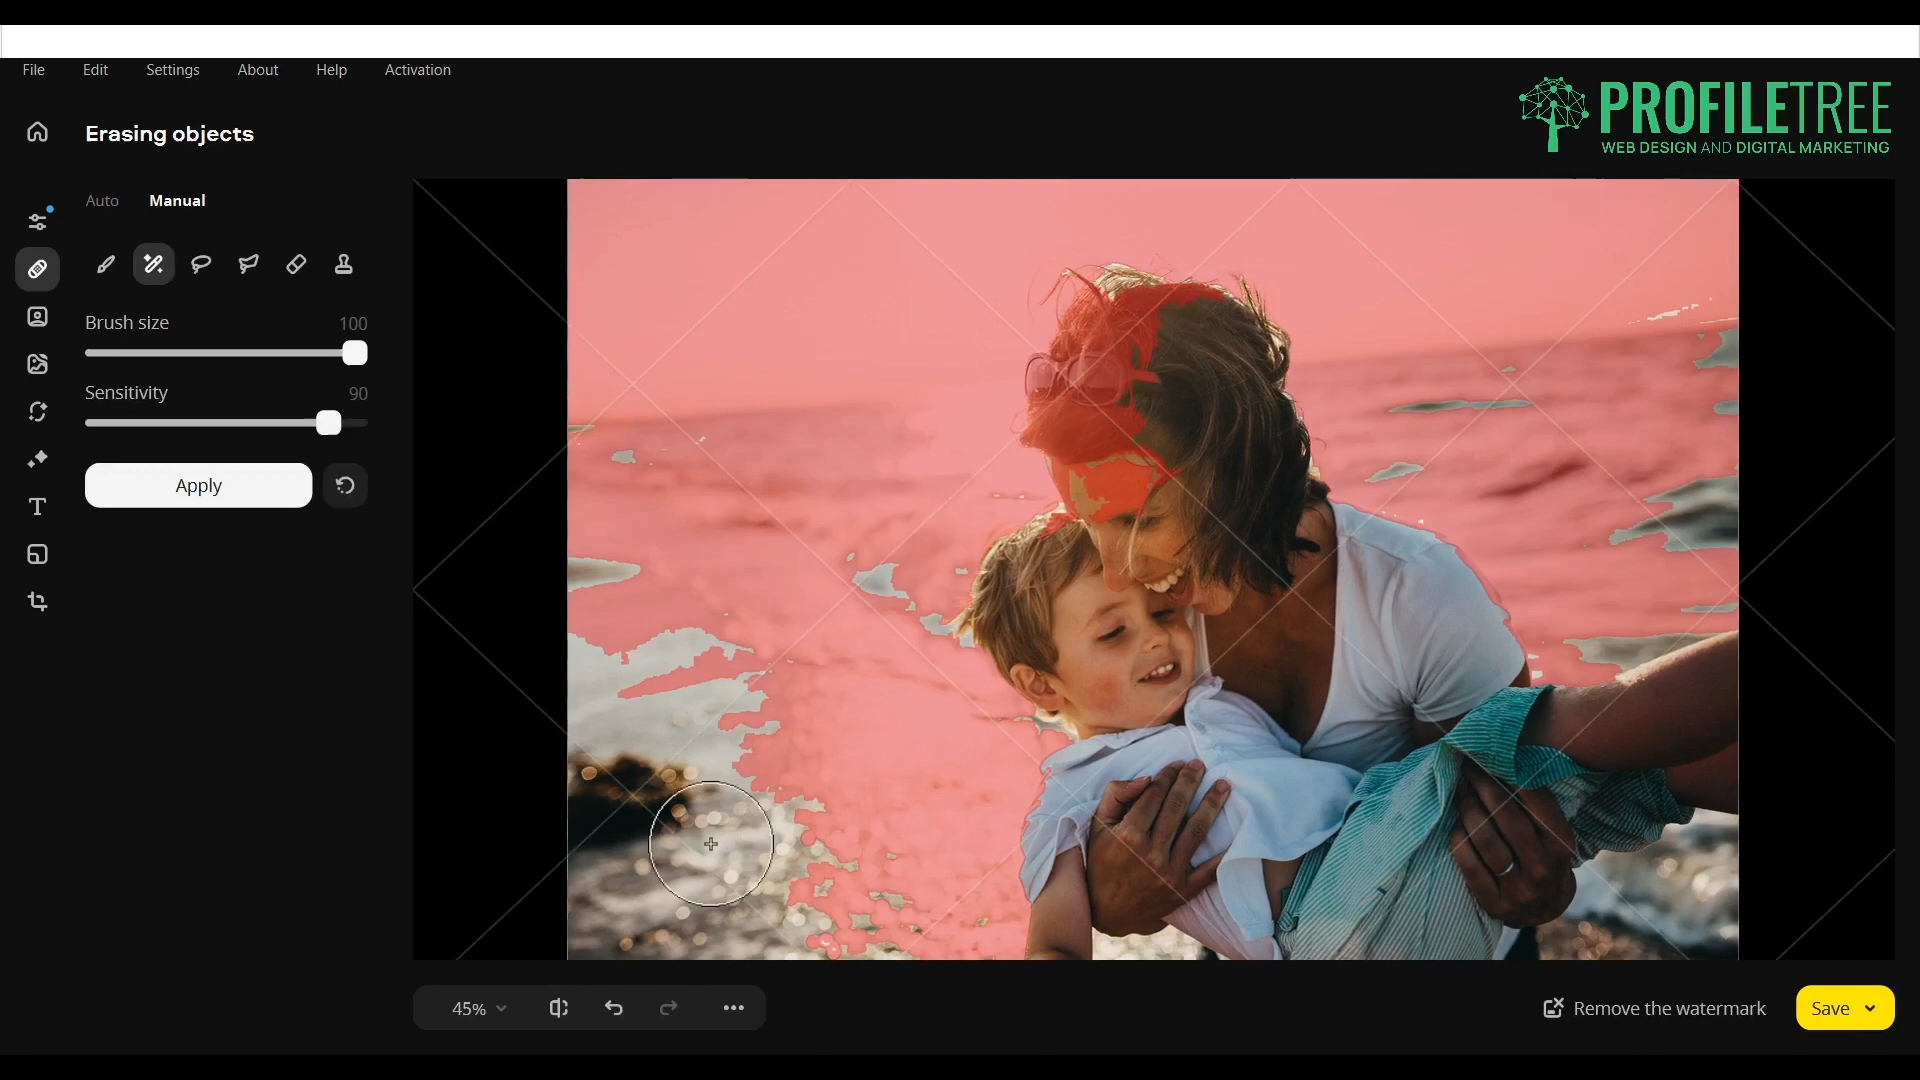 File Edit Settings About Help Activation
PROFILETREE
WEB DESIGN AND DIGITAL MARKETING
Erasing objects
Auto Manual
Brush size 100
Sensitivity 90
Apply
45%
Remove the watermark
Save